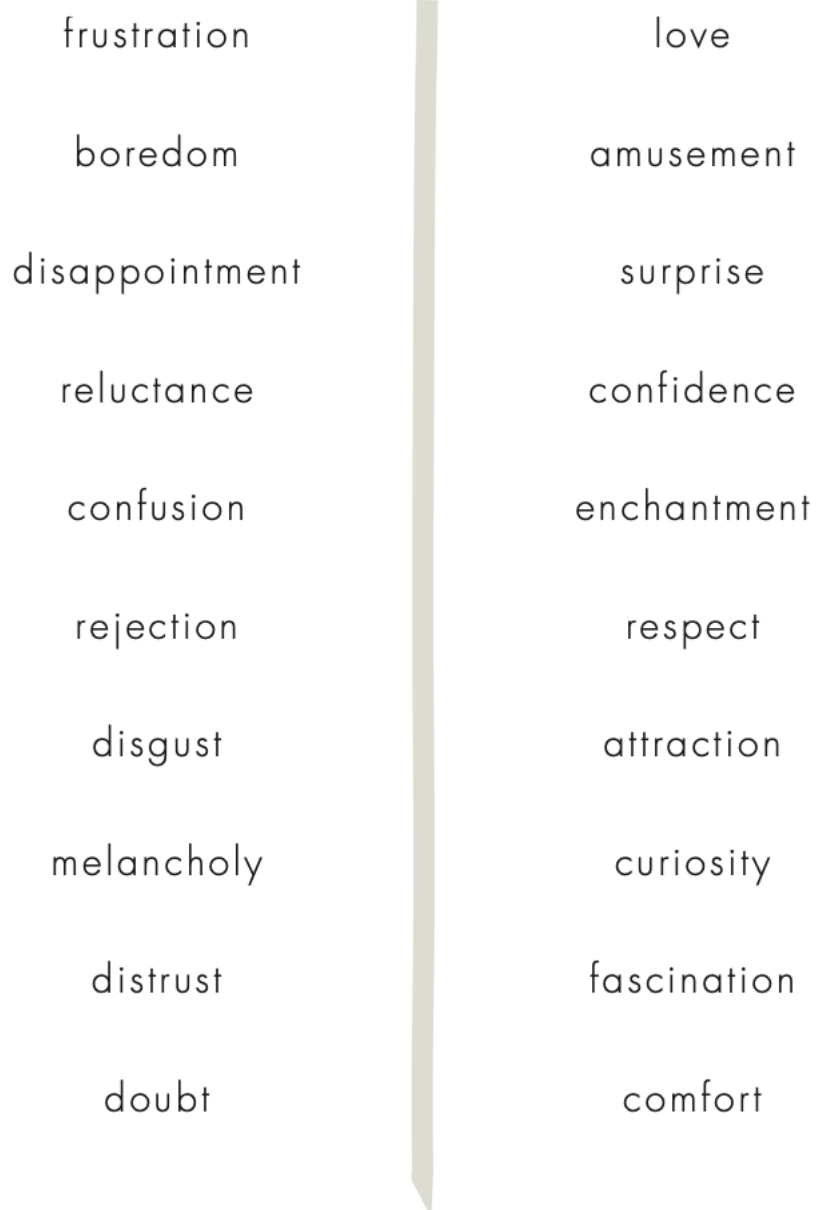 frustration
boredom
disappointment
reluctance
confusion
rejection
disgust
melancholy
distrust
doubt
love
amusement
surprise
confidence
enchantment
respect
attraction
curiosity
fascination
comfort